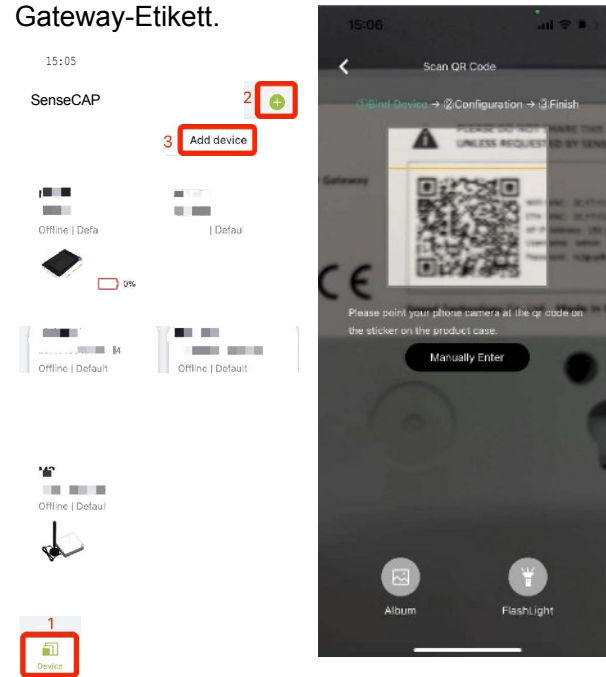 Gateway-Etikett.
15:05
SenseCAP
2
3
Add device
Offline | Defa
| Defaul
0%
Offline | Default
Offline | Default
Offline | Defaul
1
Device
15:06
Scan QR Code
①Bind Device → ②Configuration → ③Finish
PLEASE DO NOT SHARE THIS
UNLESS REQUESTED BY SENS
Gateway
CE
Please point your phone camera at the qr code on
the sticker on the product case.
Manually Enter
Album
FlashLight